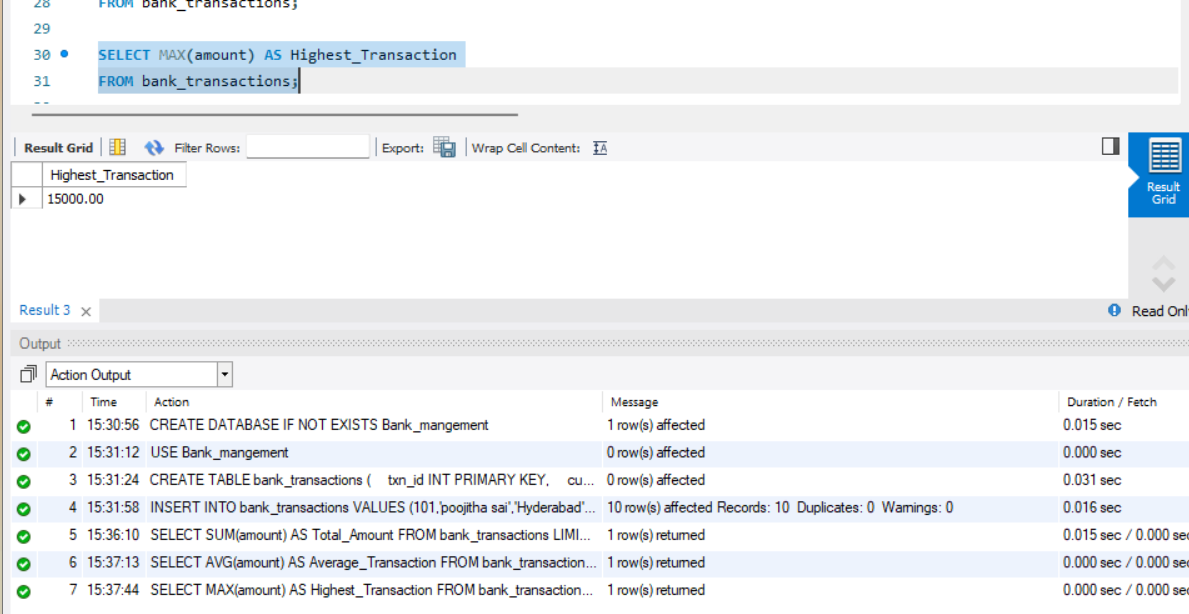 28 FROM bank_transactions;
29
30 SELECT MAX(amount) AS Highest_Transaction
31 FROM bank_transactions;
Result Grid Filter Rows: Export: Wrap Cell Content:
Highest_Transaction
15000.00
Result Grid
Result 3
Read Onl
Output
Action Output
# Time Action Message Duration / Fetch
1 15:30:56 CREATE DATABASE IF NOT EXISTS Bank_mangement 1 row(s) affected 0.015 sec
2 15:31:12 USE Bank_mangement 0 row(s) affected 0.000 sec
3 15:31:24 CREATE TABLE bank_transactions ( txn_id INT PRIMARY KEY, cu... 0 row(s) affected 0.031 sec
4 15:31:58 INSERT INTO bank_transactions VALUES (101,'poojitha sai','Hyderabad'... 10 row(s) affected Records: 10 Duplicates: 0 Warnings: 0 0.016 sec
5 15:36:10 SELECT SUM(amount) AS Total_Amount FROM bank_transactions LIMI... 1 row(s) returned 0.015 sec / 0.000 sec
6 15:37:13 SELECT AVG(amount) AS Average_Transaction FROM bank_transaction... 1 row(s) returned 0.000 sec / 0.000 sec
7 15:37:44 SELECT MAX(amount) AS Highest_Transaction FROM bank_transaction... 1 row(s) returned 0.000 sec / 0.000 sec